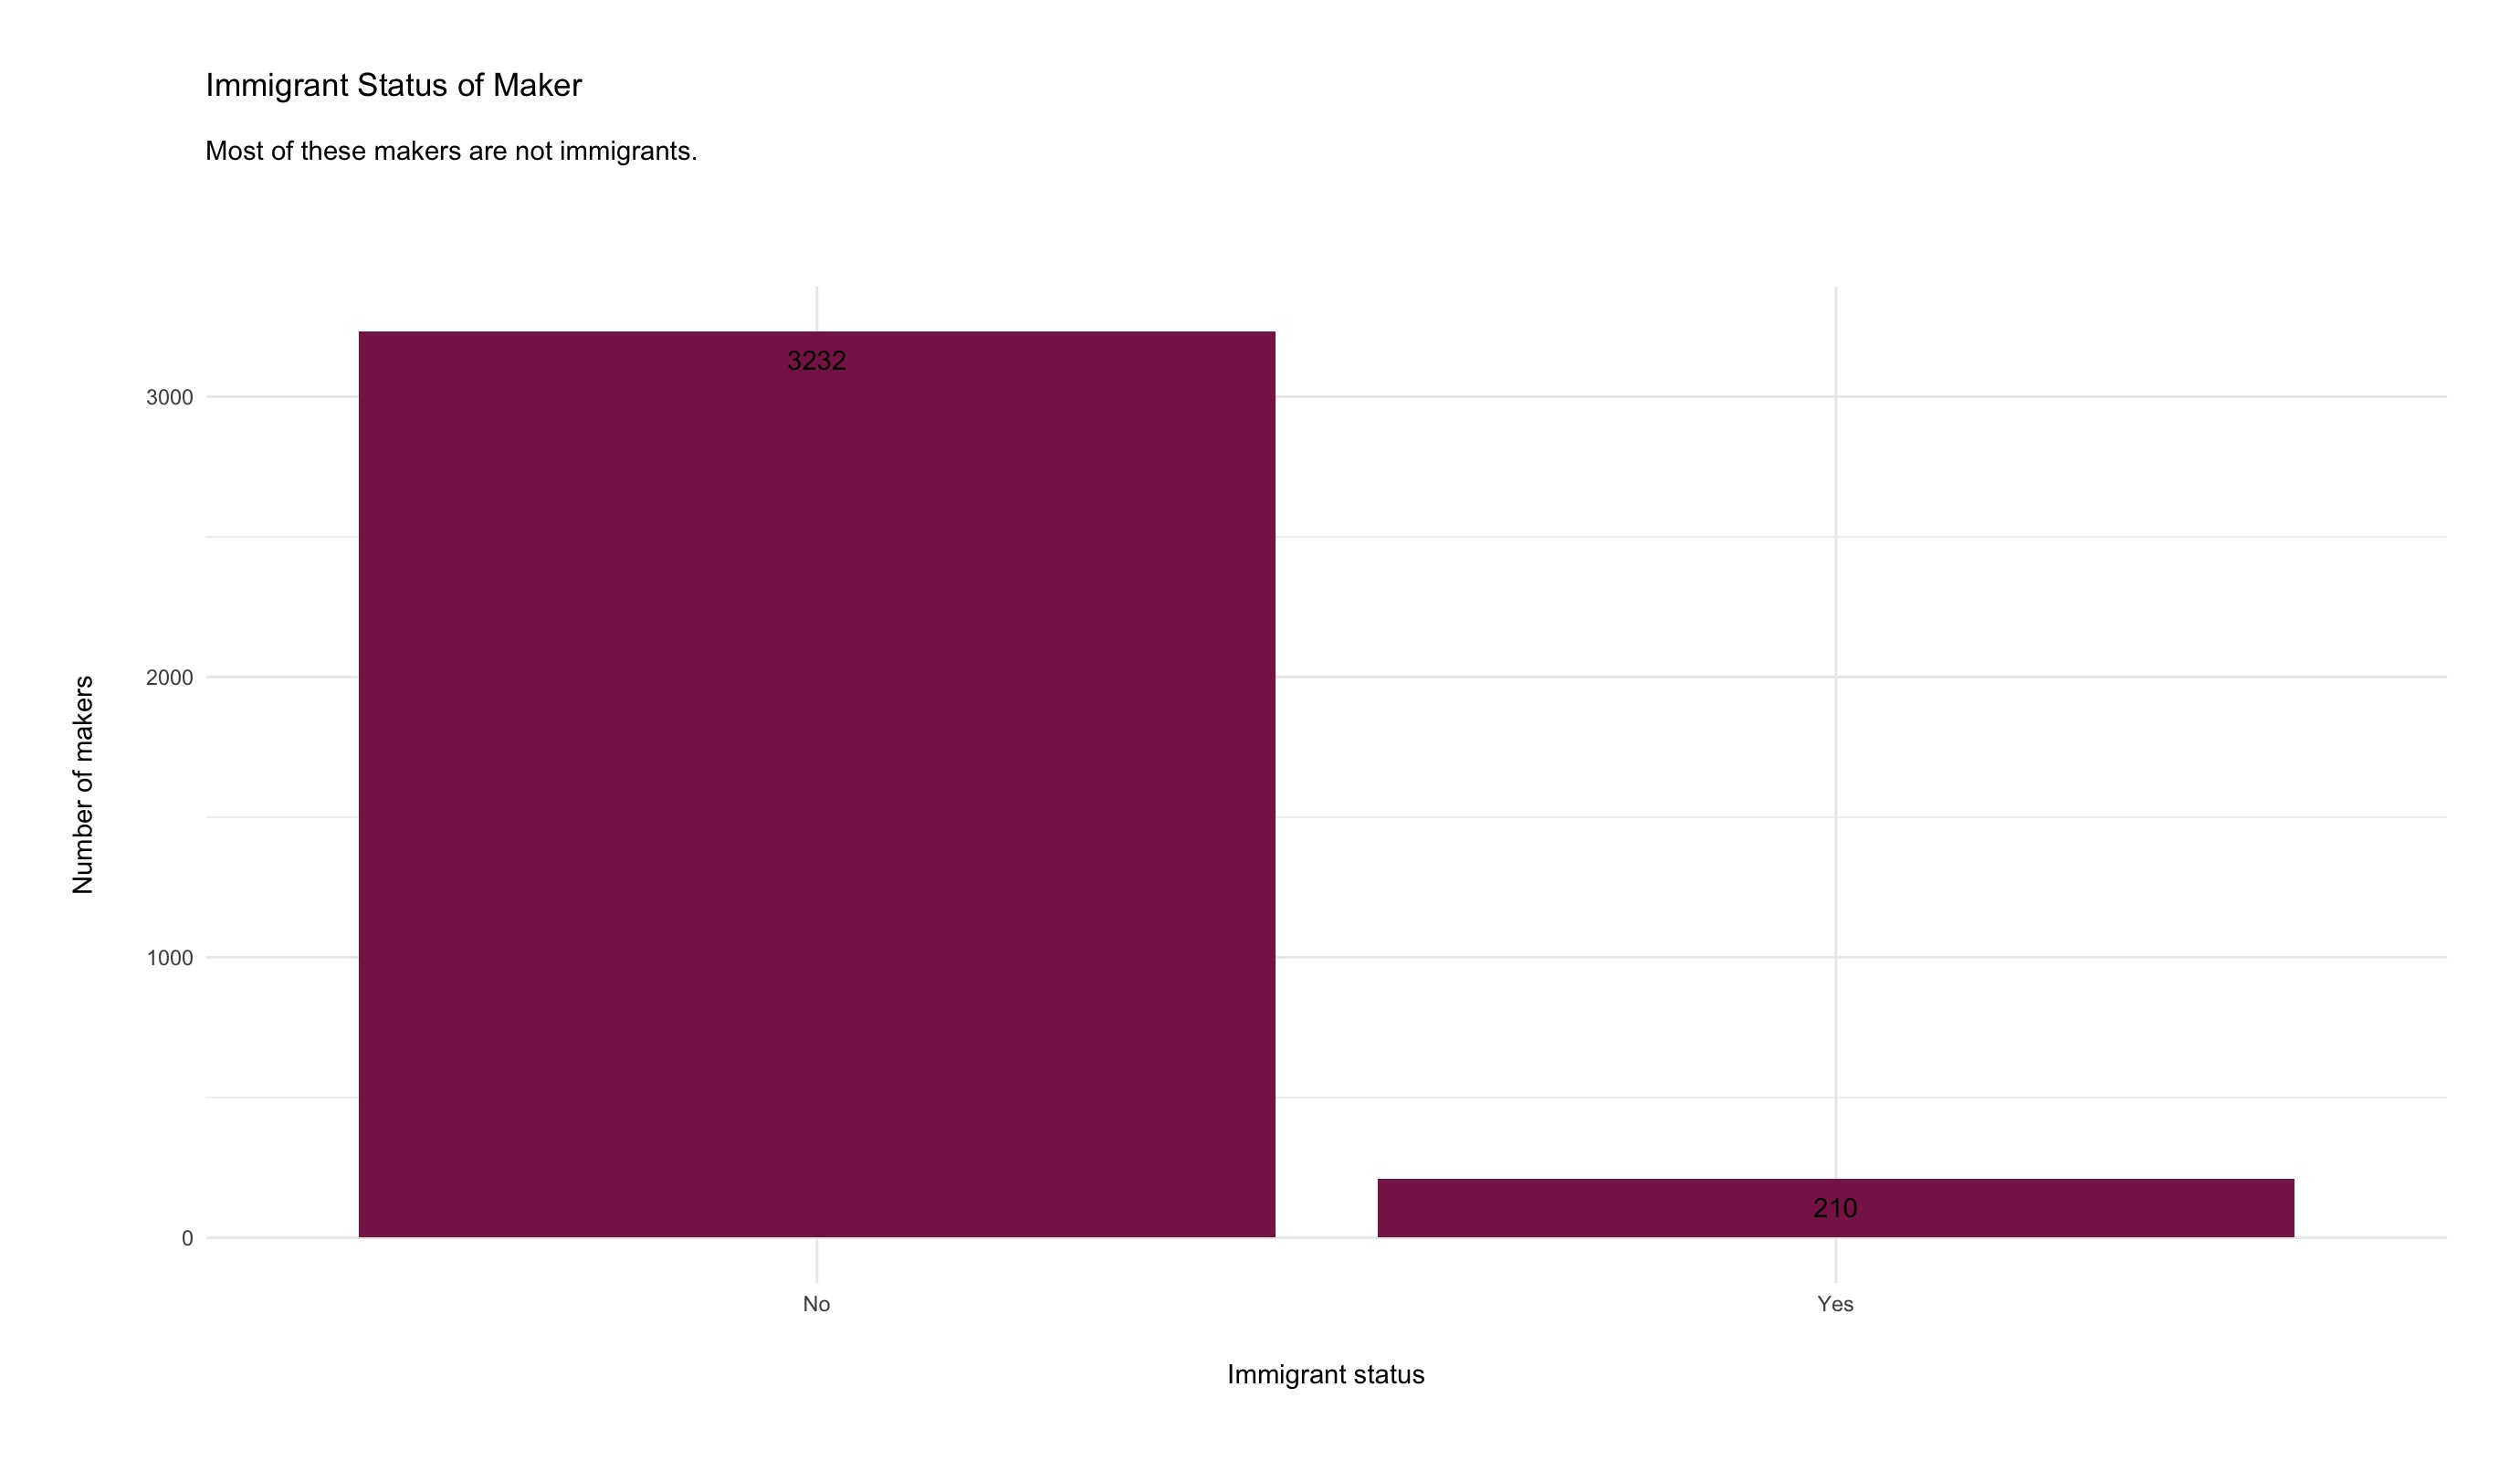 Immigrant Status of Maker
Most of these makers are not immigrants.
3232
3000
2000
Number of makers
1000
210
0
No
Yes
Immigrant status